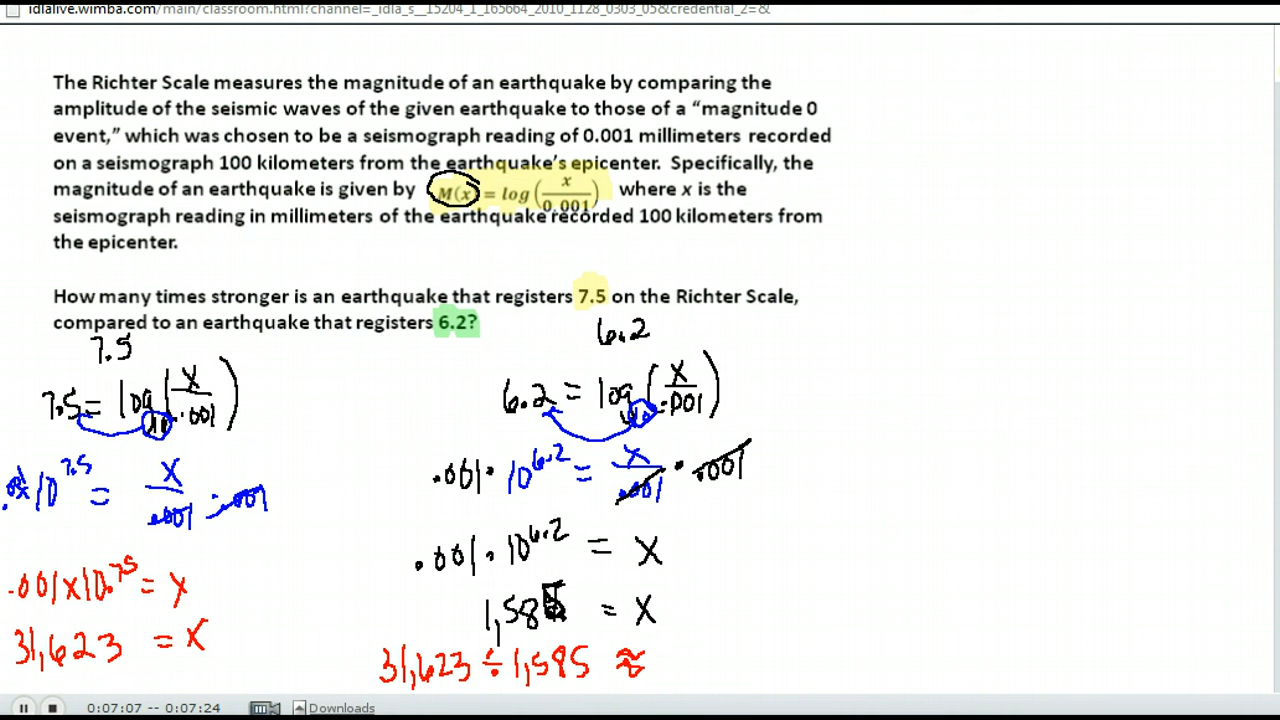 idlalive.wimba.com/main/classroom.html?channel=_idla_s__15204_1_165664_2010_1128_0303_05&credential_2=&
The Richter Scale measures the magnitude of an earthquake by comparing the
amplitude of the seismic waves of the given earthquake to those of a “magnitude 0
event,” which was chosen to be a seismograph reading of 0.001 millimeters recorded
on a seismograph 100 kilometers from the earthquake’s epicenter. Specifically, the
magnitude of an earthquake is given by M(x) = log(x/0.001) where x is the
seismograph reading in millimeters of the earthquake recorded 100 kilometers from
the epicenter.
How many times stronger is an earthquake that registers 7.5 on the Richter Scale,
compared to an earthquake that registers 6.2?
7.5
7.5 = log10(x/.001)
.001 10^7.5 = x/.001 · .001
.001 x 10^7.5 = x
31,623 = x
6.2
6.2 = log10(x/.001)
.001 · 10^6.2 = x/.001 · .001
.001 · 10^6.2 = x
1,585 = x
31,623 ÷ 1,585 ≈
0:07:07 -- 0:07:24
Downloads